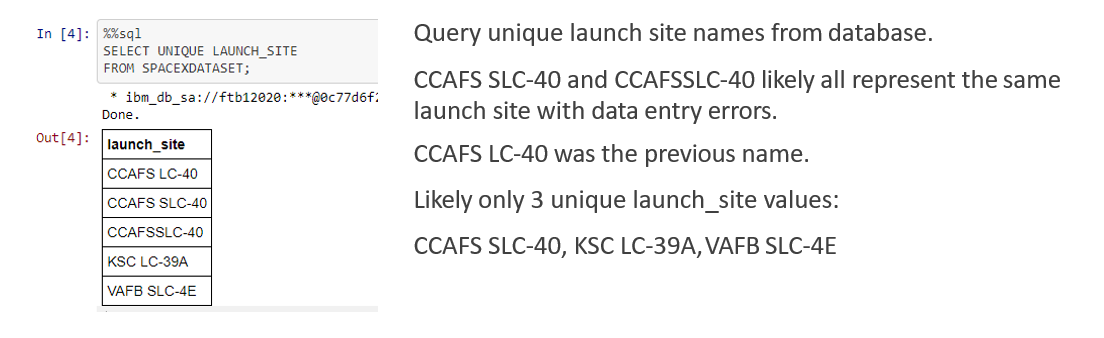 In [4]:
%%sql
SELECT UNIQUE LAUNCH_SITE
FROM SPACEXDATASET;
* ibm_db_sa://ftb12020:***@0c77d6f2
Done.
Out[4]:
launch_site
CCAFS LC-40
CCAFS SLC-40
CCAFSSLC-40
KSC LC-39A
VAFB SLC-4E
Query unique launch site names from database.
CCAFS SLC-40 and CCAFSSLC-40 likely all represent the same
launch site with data entry errors.
CCAFS LC-40 was the previous name.
Likely only 3 unique launch_site values:
CCAFS SLC-40, KSC LC-39A, VAFB SLC-4E